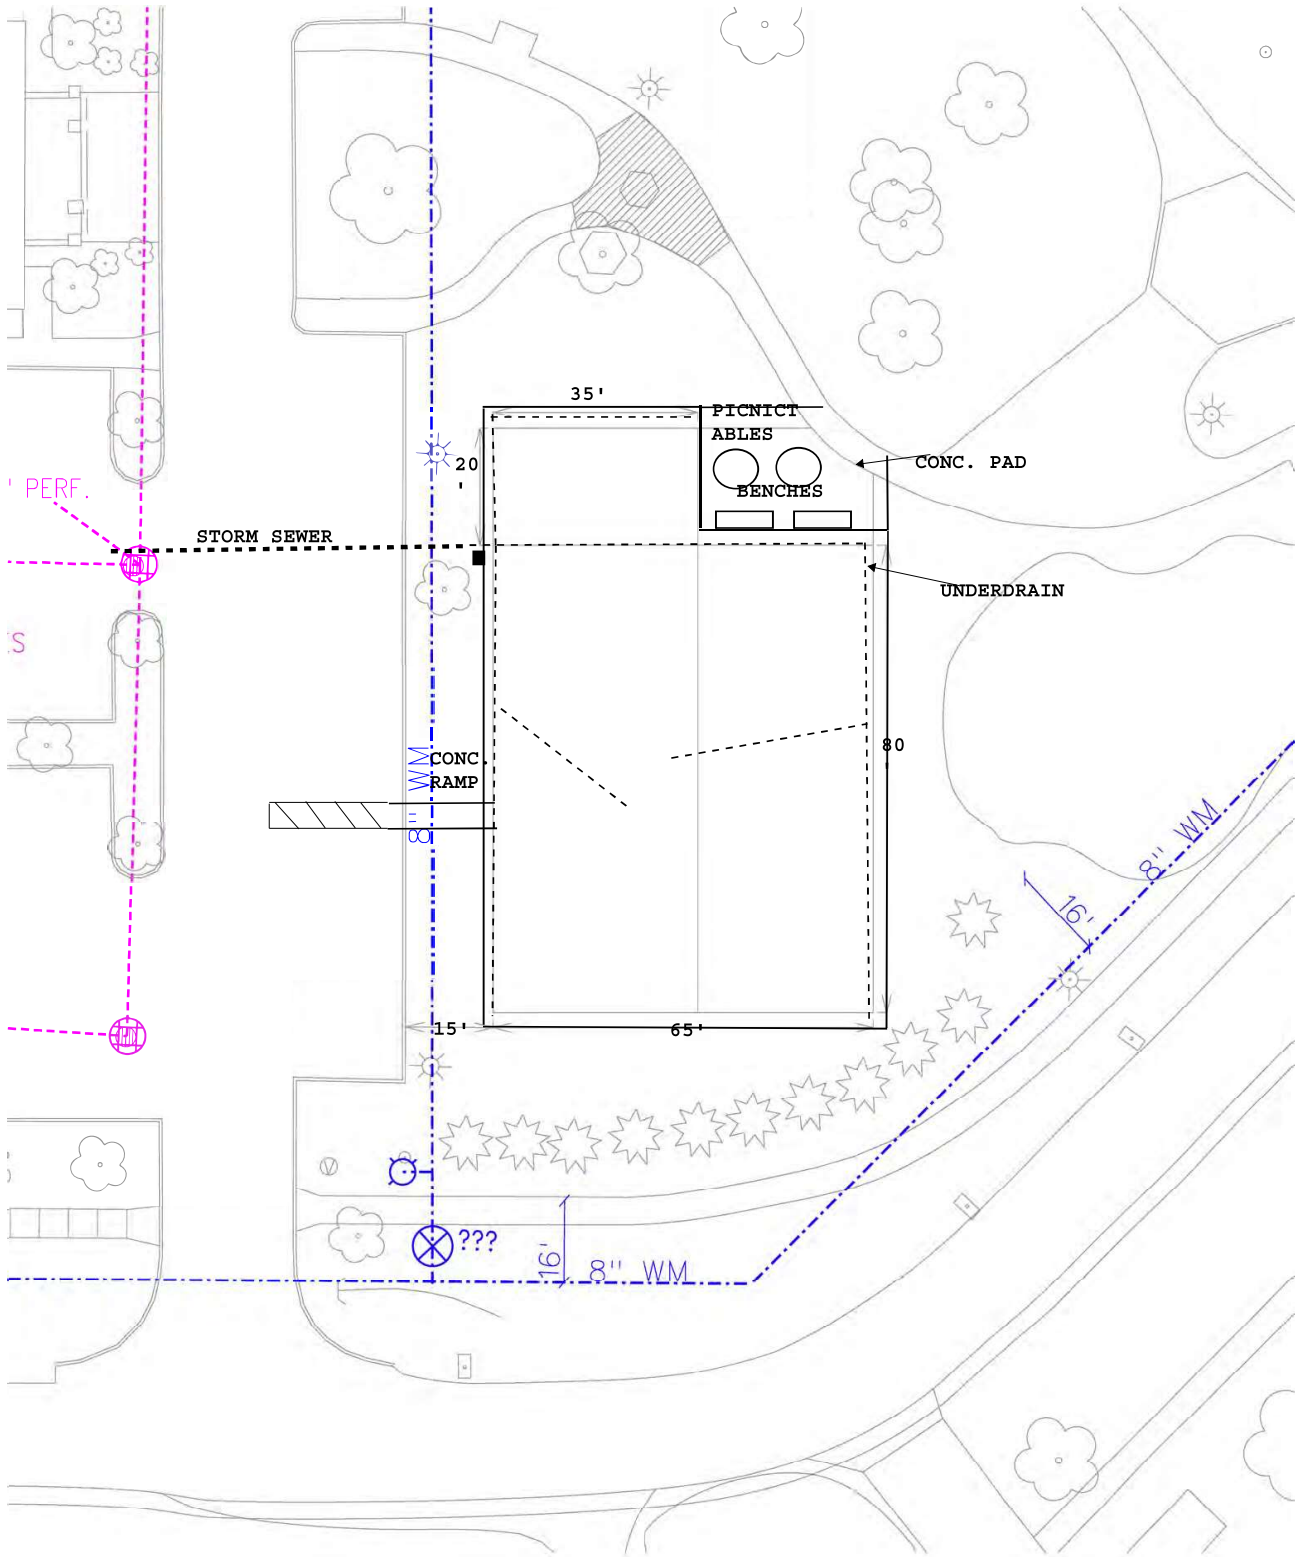 35'
PICNICT
ABLES
20
'
CONC. PAD
BENCHES
' PERF.
STORM SEWER
UNDERDRAIN
CONC.
RAMP
8" WM
80
'
8" WM
16'
15'
65'
???
16'
8" WM